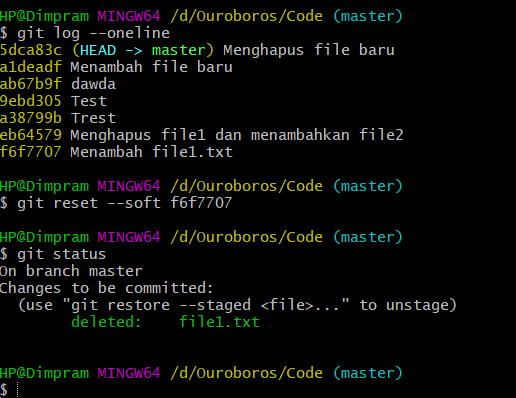 HP@Dimpram MINGW64 /d/Ouroboros/Code (master)
$ git log --oneline
5dca83c (HEAD -> master) Menghapus file baru
a1deadf Menambah file baru
ab67b9f dawda
9ebd305 Test
a38799b Trest
eb64579 Menghapus file1 dan menambahkan file2
f6f7707 Menambah file1.txt
HP@Dimpram MINGW64 /d/Ouroboros/Code (master)
$ git reset --soft f6f7707
HP@Dimpram MINGW64 /d/Ouroboros/Code (master)
$ git status
On branch master
Changes to be committed:
  (use "git restore --staged <file>..." to unstage)
        deleted:    file1.txt
HP@Dimpram MINGW64 /d/Ouroboros/Code (master)
$